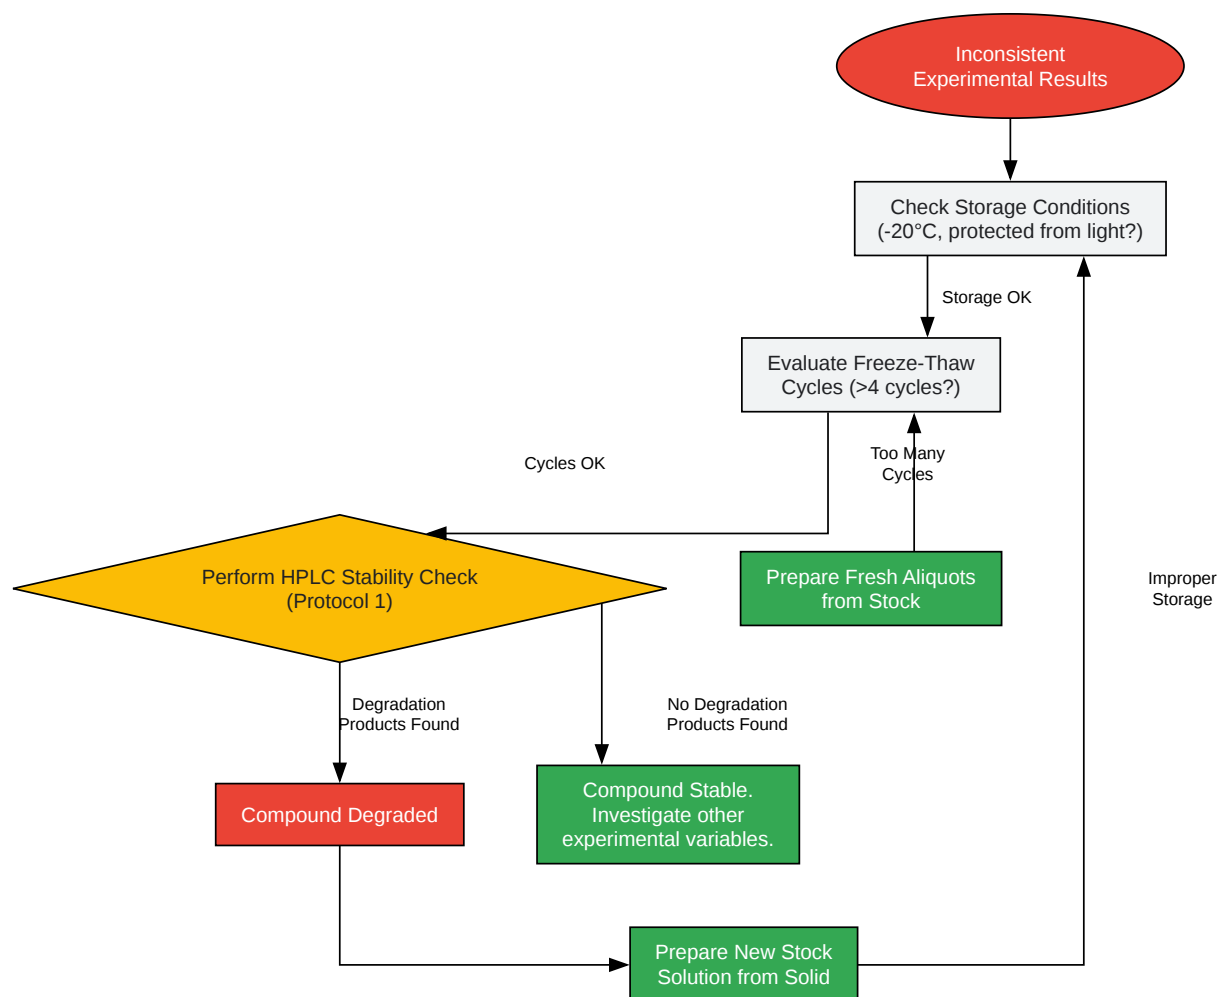 Inconsistent
Experimental Results
Check Storage Conditions
(-20°C, protected from light?)
Storage OK
Evaluate Freeze-Thaw
Cycles (>4 cycles?)
Cycles OK
Too Many
Cycles
Perform HPLC Stability Check
(Protocol 1)
Prepare Fresh Aliquots
from Stock
Improper
Storage
Degradation
Products Found
No Degradation
Products Found
Compound Degraded
Compound Stable.
Investigate other
experimental variables.
Prepare New Stock
Solution from Solid